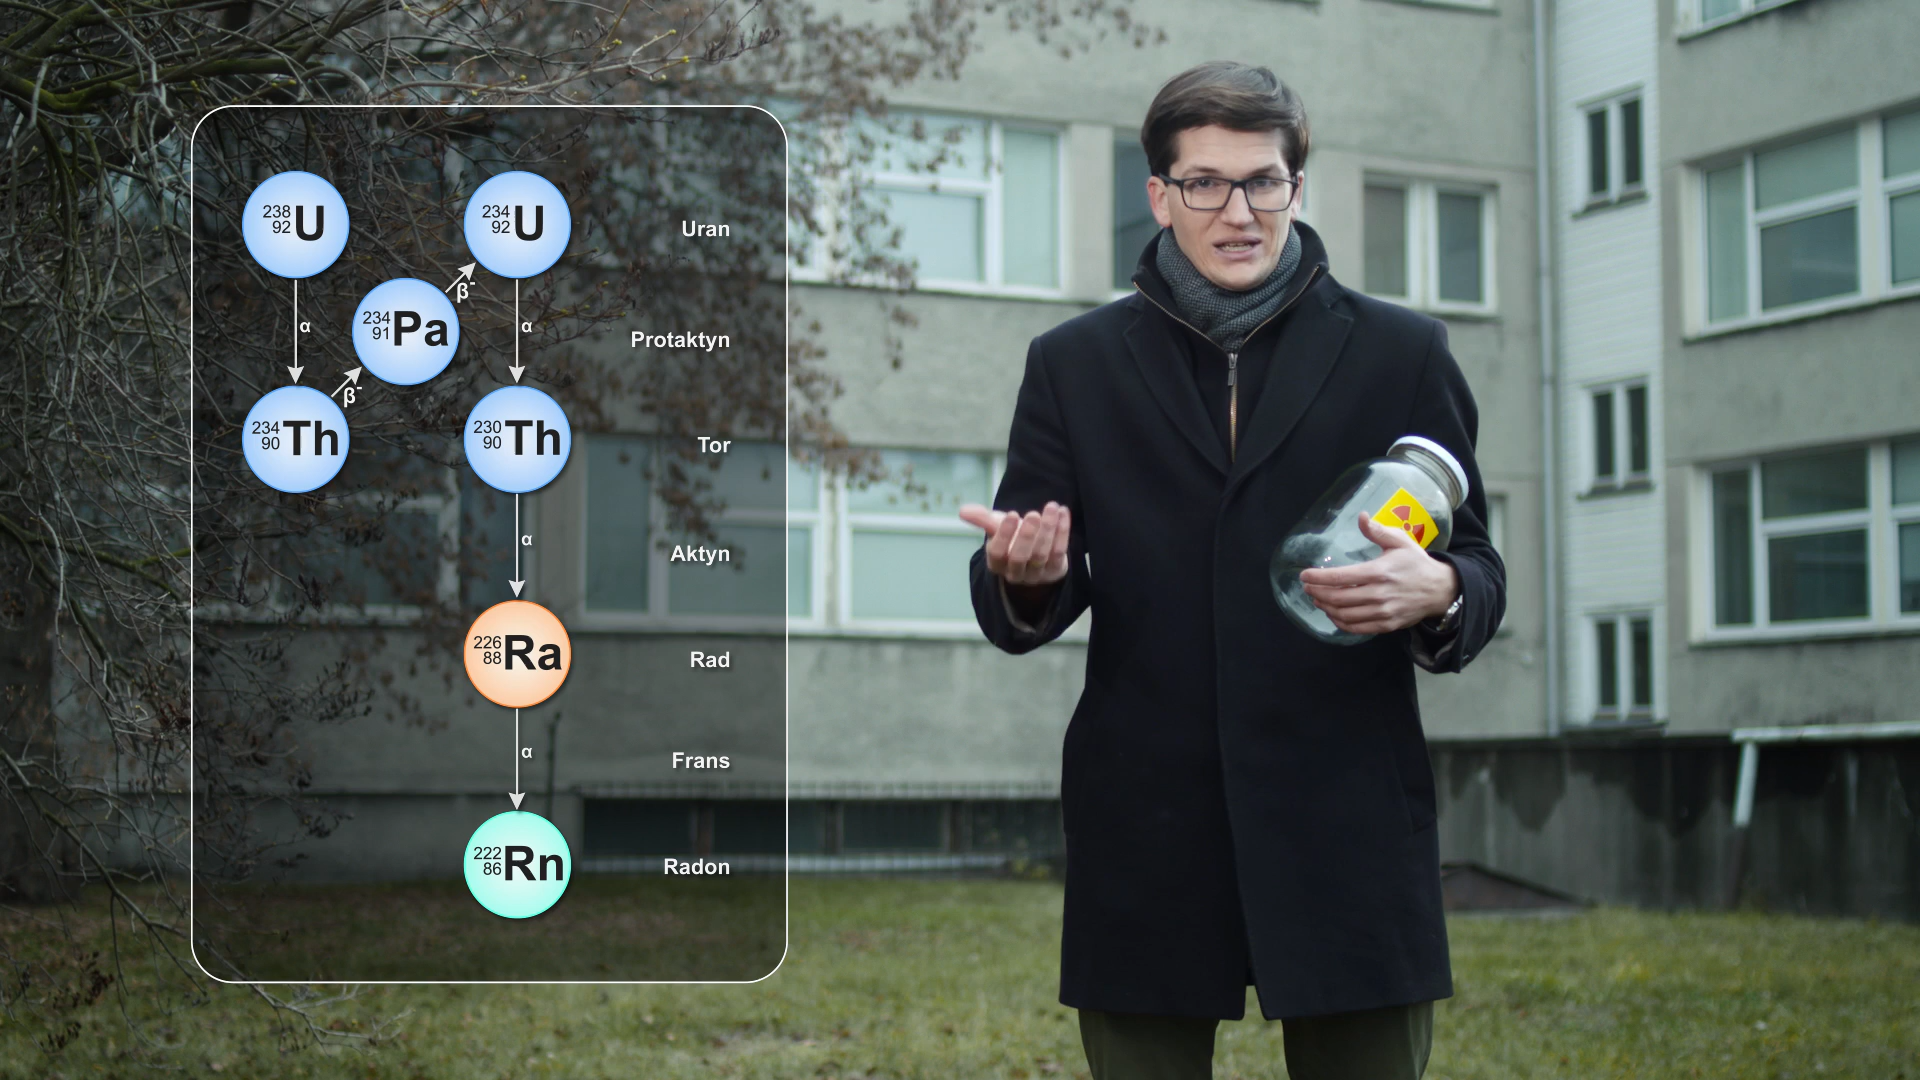 238 92 U
234 92 U
Uran
β-
α
α
234 91 Pa
Protaktyn
β-
234 90 Th
230 90 Th
Tor
α
Aktyn
226 88 Ra
Rad
α
Frans
222 86 Rn
Radon